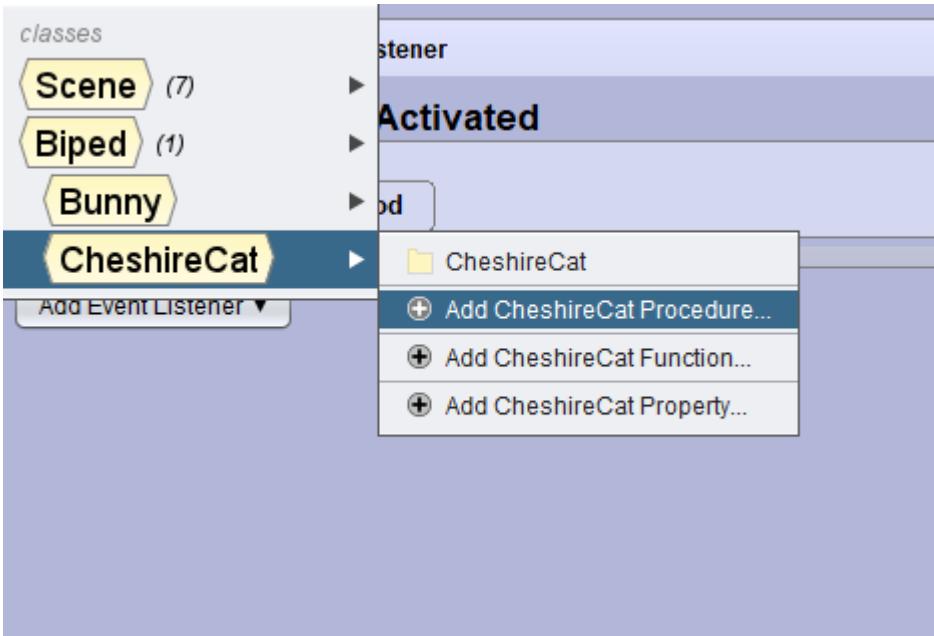 classes
stener
Scene (7)
Activated
Biped (1)
Bunny
od
CheshireCat
CheshireCat
Add Event Listener ▼
Add CheshireCat Procedure...
Add CheshireCat Function...
Add CheshireCat Property...